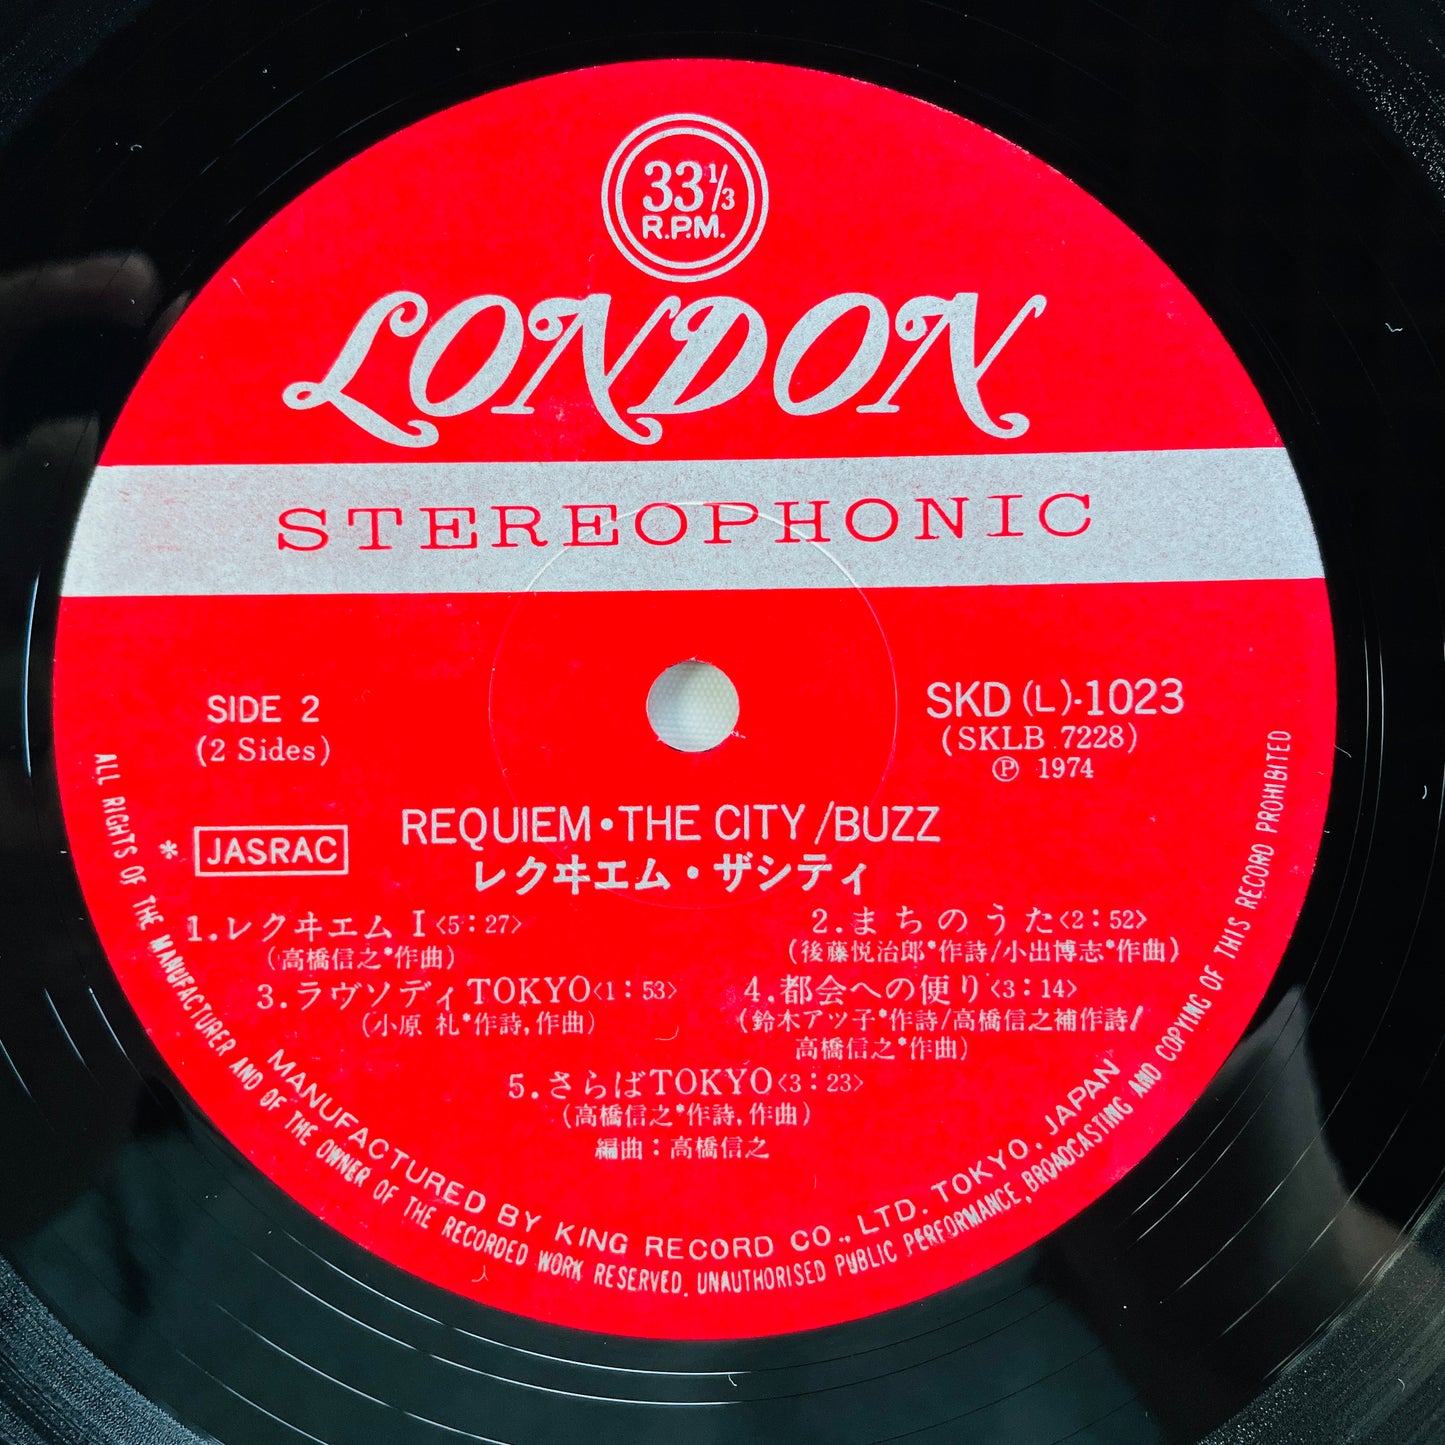 33⅓
R.P.M.
LONDON
STEREOPHONIC
SIDE 2
(2 Sides)
SKD (L)-1023
(SKLB 7228)
Ⓟ 1974
REQUIEM•THE CITY/BUZZ
* JASRAC
レクヰエム・ザシティ
1.レクヰエム I<5:27>
(高橋信之*作曲)
2.まちのうた<2:52>
(後藤悦治郎*作詩/小出博志*作曲)
3.ラヴソディTOKYO<1:53>
(小原 礼*作詩,作曲)
4.都会への便り<3:14>
(鈴木アツ子*作詩/高橋信之補作詩/
高橋信之*作曲)
5.さらばTOKYO<3:23>
(高橋信之*作詩,作曲)
編曲:高橋信之
MANUFACTURED BY KING RECORD CO., LTD. TOKYO, JAPAN
ALL RIGHTS OF THE MANUFACTURER AND OF THE OWNER OF THE RECORDED WORK RESERVED. UNAUTHORISED PUBLIC PERFORMANCE, BROADCASTING AND COPYING OF THIS RECORD PROHIBITED